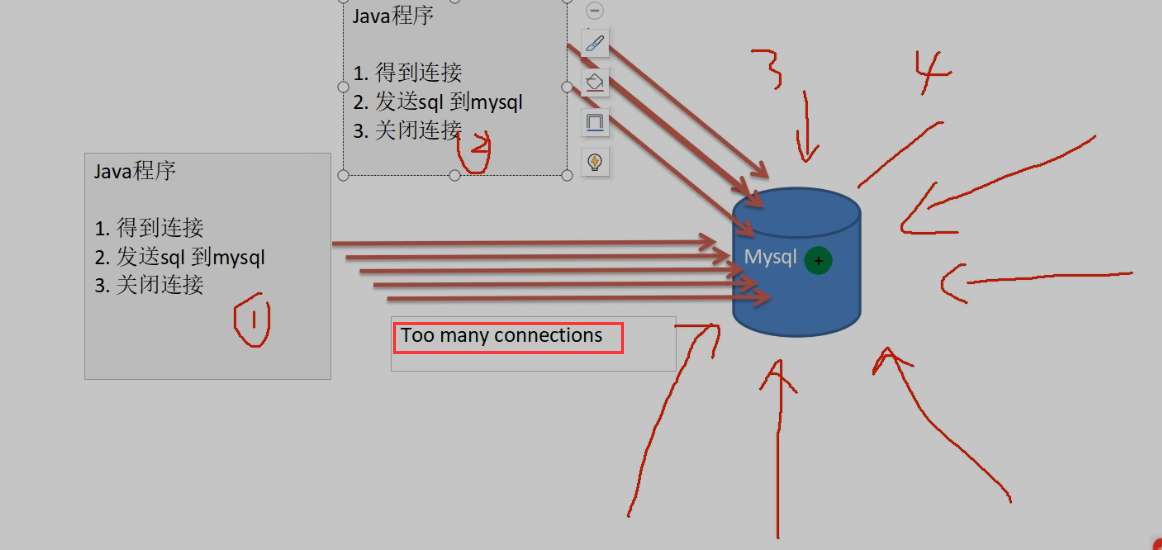 Java程序
1. 得到连接
2. 发送sql 到mysql
3. 关闭连接
2
3
4
Java程序
1. 得到连接
2. 发送sql 到mysql
3. 关闭连接
1
Mysql
+
Too many connections